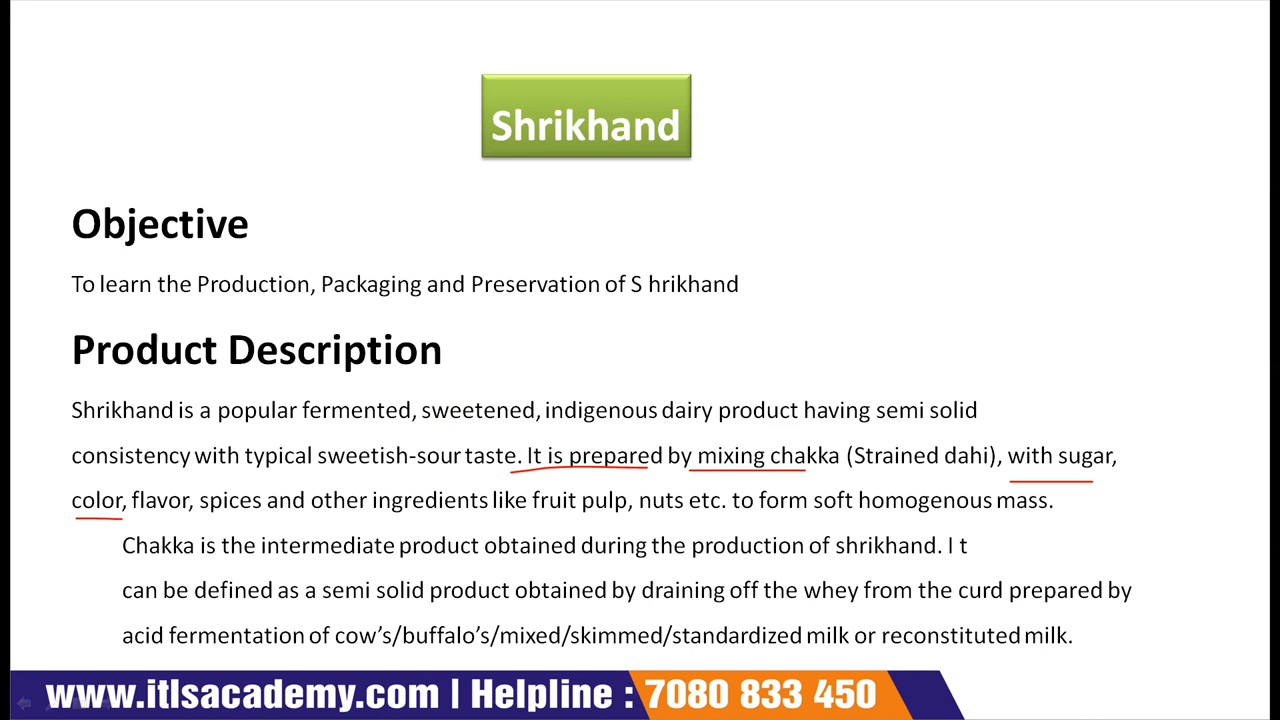 Shrikhand
Objective
To learn the Production, Packaging and Preservation of S hrikhand
Product Description
Shrikhand is a popular fermented, sweetened, indigenous dairy product having semi solid
consistency with typical sweetish-sour taste. It is prepared by mixing chakka (Strained dahi), with sugar,
color, flavor, spices and other ingredients like fruit pulp, nuts etc. to form soft homogenous mass.
Chakka is the intermediate product obtained during the production of shrikhand. I t
can be defined as a semi solid product obtained by draining off the whey from the curd prepared by
acid fermentation of cow’s/buffalo’s/mixed/skimmed/standardized milk or reconstituted milk.
www.itlsacademy.com | Helpline : 7080 833 450